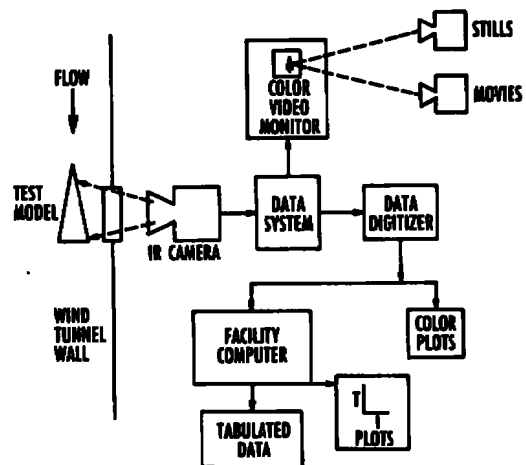 STILLS
FLOW
COLOR
VIDEO
MONITOR
MOVIES
TEST
MODEL
DATA
SYSTEM
DATA
DIGITIZER
IR CAMERA
WIND
TUNNEL
WALL
FACILITY
COMPUTER
COLOR
PLOTS
T
PLOTS
TABULATED
DATA